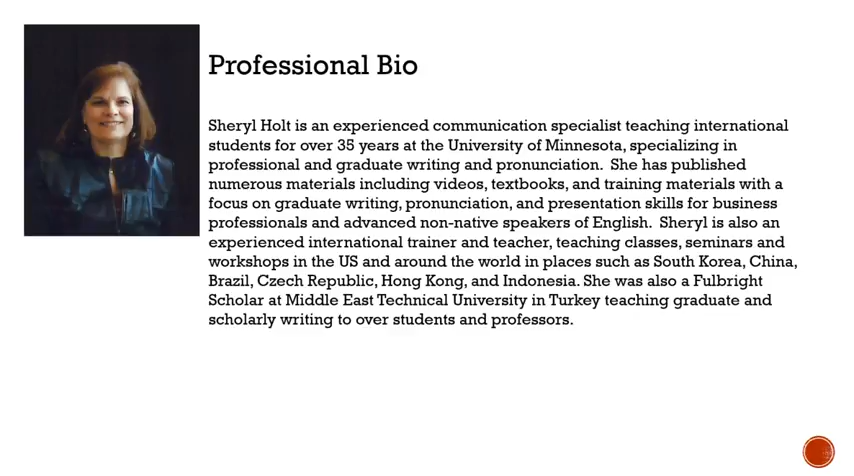 Professional Bio
Sheryl Holt is an experienced communication specialist teaching international
students for over 35 years at the University of Minnesota, specializing in
professional and graduate writing and pronunciation.  She has published
numerous materials including videos, textbooks, and training materials with a
focus on graduate writing, pronunciation, and presentation skills for business
professionals and advanced non-native speakers of English.  Sheryl is also an
experienced international trainer and teacher, teaching classes, seminars and
workshops in the US and around the world in places such as South Korea, China,
Brazil, Czech Republic, Hong Kong, and Indonesia. She was also a Fulbright
Scholar at Middle East Technical University in Turkey teaching graduate and
scholarly writing to over students and professors.